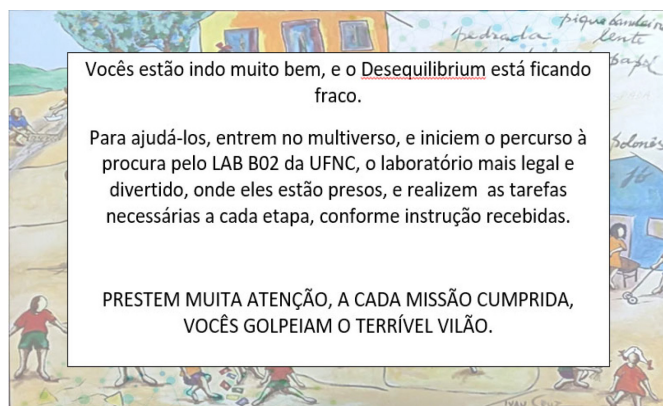 pedrada
pique bandeira
lente
Vocês estão indo muito bem, e o Desequilibrium está ficando
fraco.
Para ajudá-los, entrem no multiverso, e iniciem o percurso à
procura pelo LAB B02 da UFNC, o laboratório mais legal e
divertido, onde eles estão presos, e realizem as tarefas
necessárias a cada etapa, conforme instrução recebidas.
PRESTEM MUITA ATENÇÃO, A CADA MISSÃO CUMPRIDA,
VOCÊS GOLPEIAM O TERRÍVEL VILÃO.
IVAN CRUZ